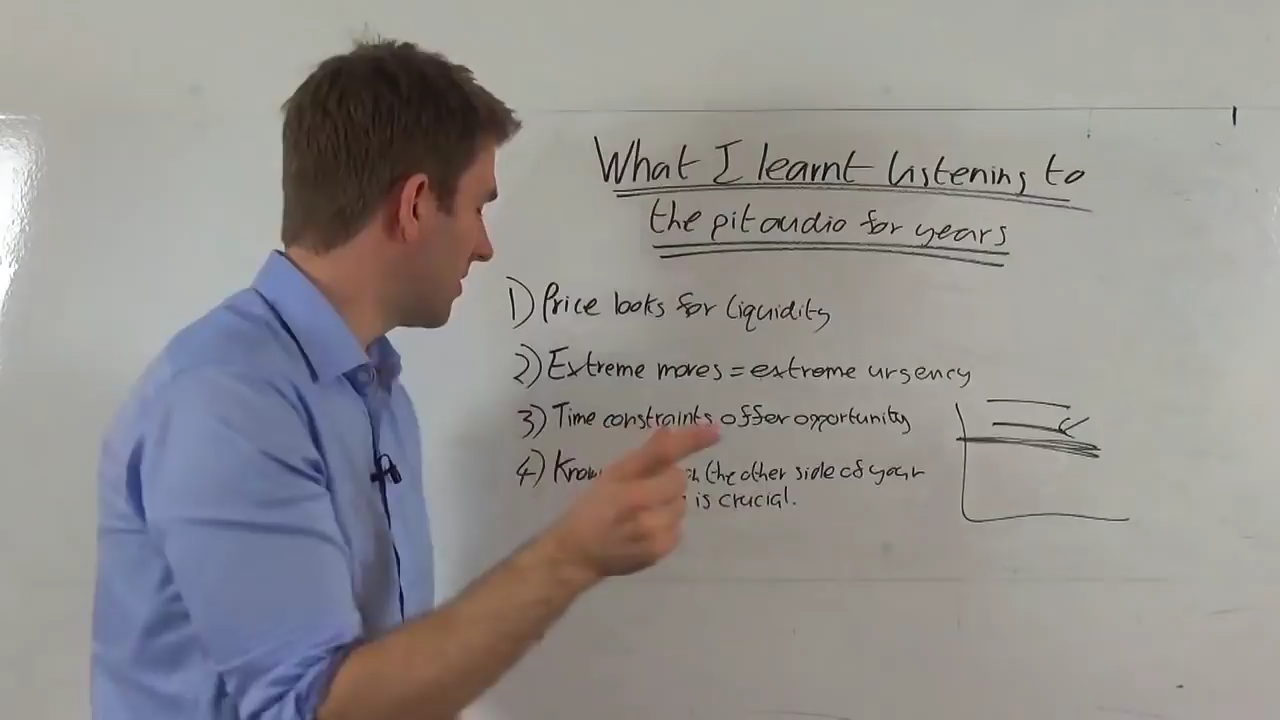 What I learnt listening to
the pit audio for years
1) Price looks for liquidity
2) Extreme moves = extreme urgency
3) Time constraints offer opportunity
4) the other side of your
is crucial.